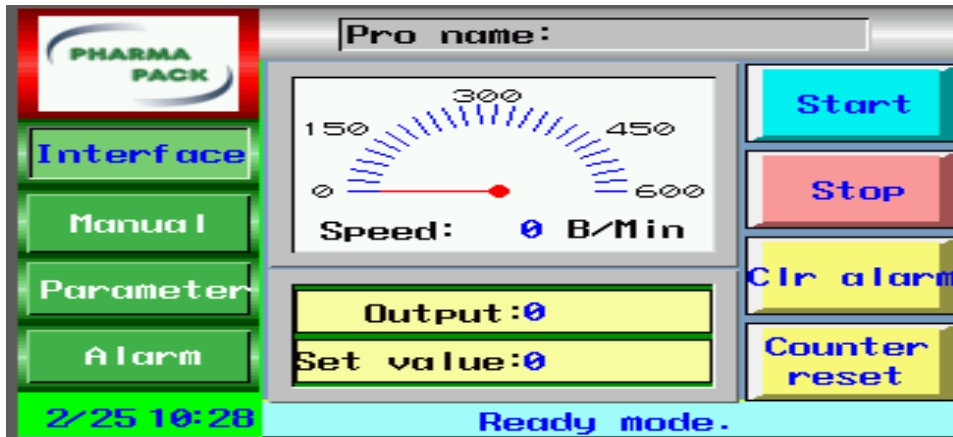 PHARMA
PACK
Pro name:
Interface
Manual
Parameter
Alarm
2/25 10:28
0
150
300
450
600
Speed: 0 B/Min
Output:0
Set value:0
Start
Stop
Clr alarm
Counter
reset
Ready mode.